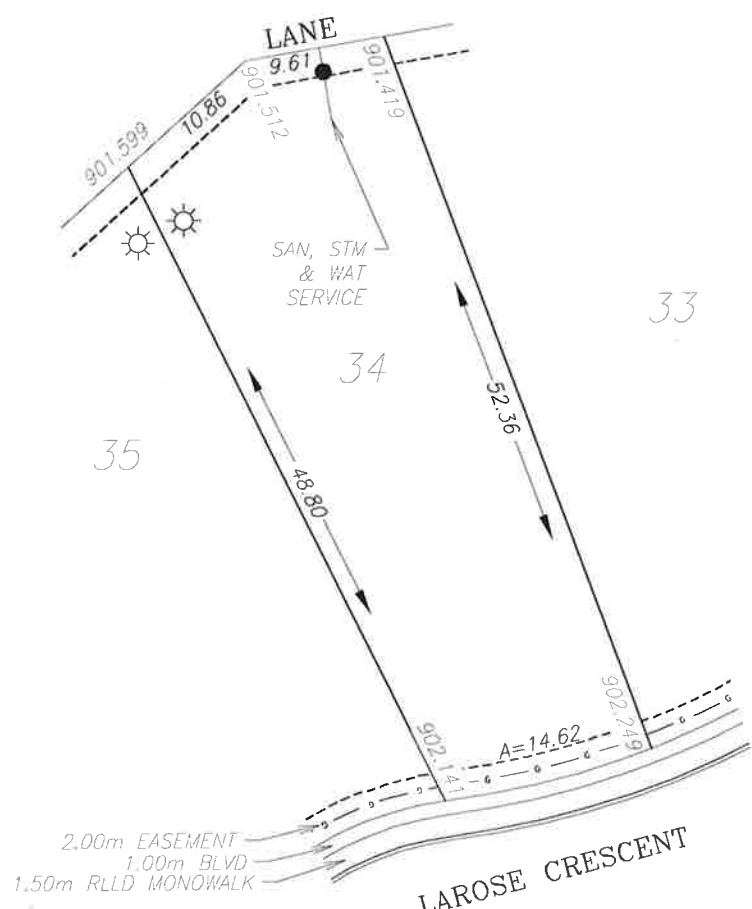 LANE
9.61
901.419
901.512
10.86
901.599
SAN, STM
& WAT
SERVICE
33
34
35
52.36
48.80
902.249
902.141
A=14.62
2.00m EASEMENT
1.00m BLVD
1.50m RLLD MONOWALK
LAROSE CRESCENT